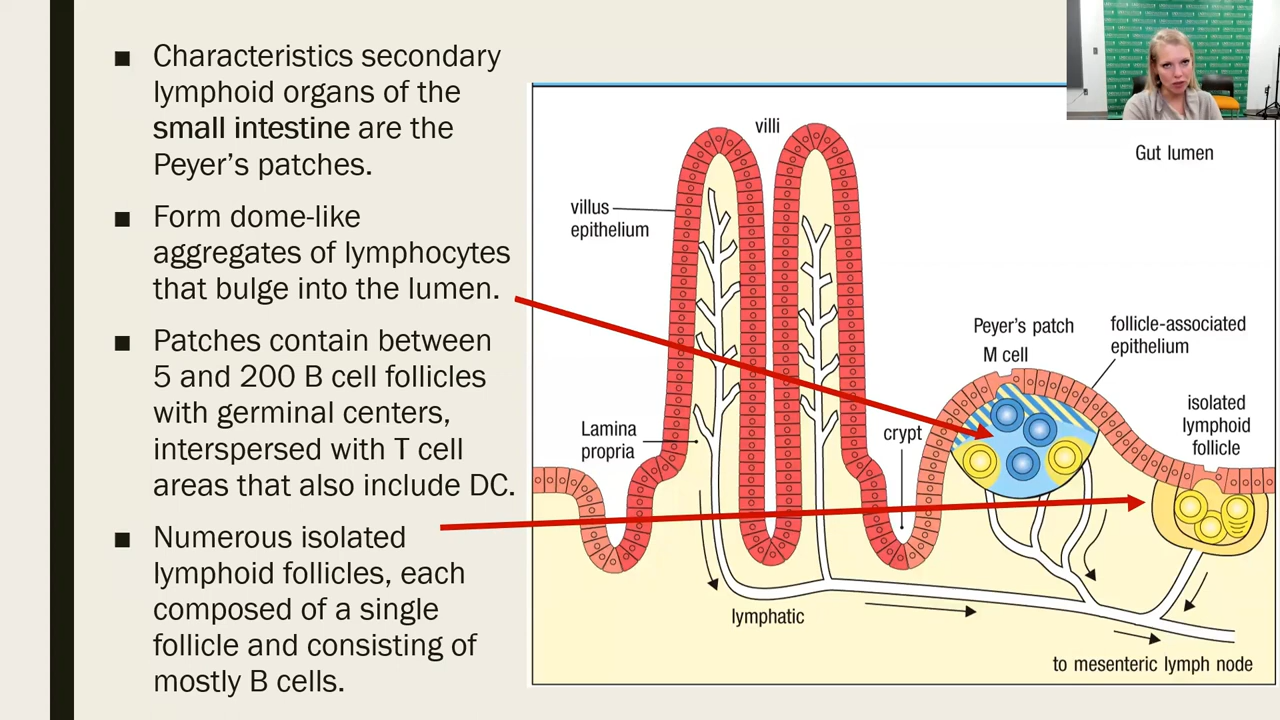 ■ Characteristics secondary
lymphoid organs of the
small intestine are the
Peyer’s patches.
■ Form dome-like
aggregates of lymphocytes
that bulge into the lumen.
■ Patches contain between
5 and 200 B cell follicles
with germinal centers,
interspersed with T cell
areas that also include DC.
■ Numerous isolated
lymphoid follicles, each
composed of a single
follicle and consisting of
mostly B cells.
villi
Gut lumen
villus
epithelium
Peyer’s patch
M cell
follicle-associated
epithelium
isolated
lymphoid
follicle
Lamina
propria
crypt
lymphatic
to mesenteric lymph node